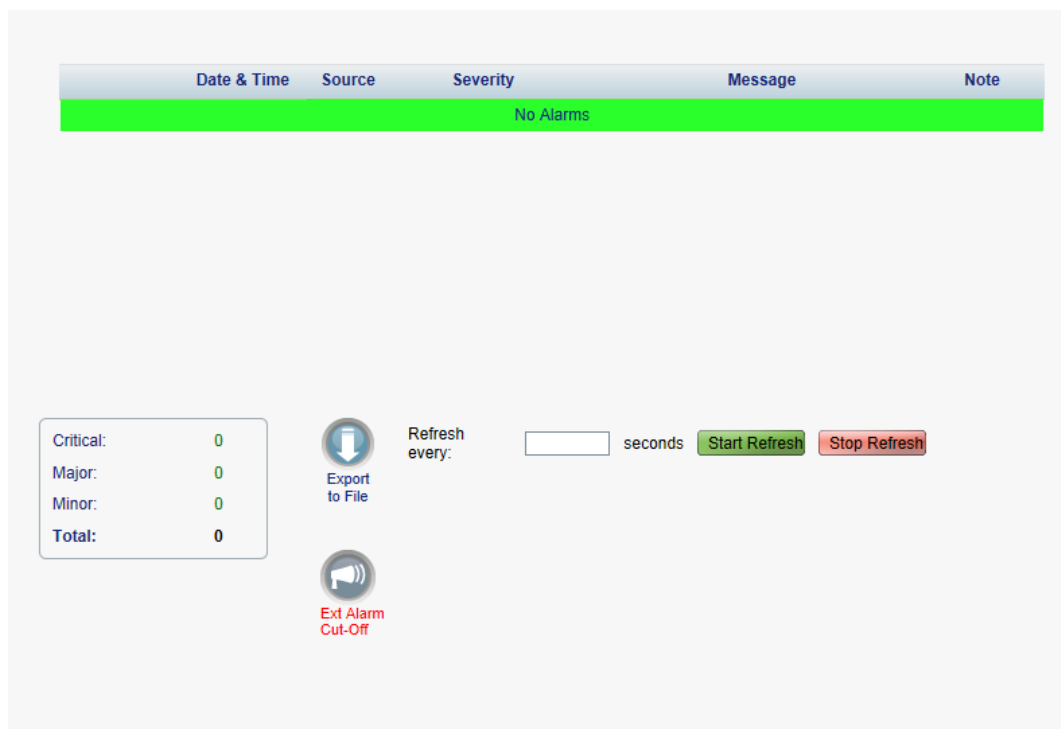 Date & Time Source Severity Message Note
No Alarms
Critical: 0
Major: 0
Minor: 0
Total: 0
Export
to File
Refresh
every:
seconds Start Refresh Stop Refresh
Ext Alarm
Cut-Off